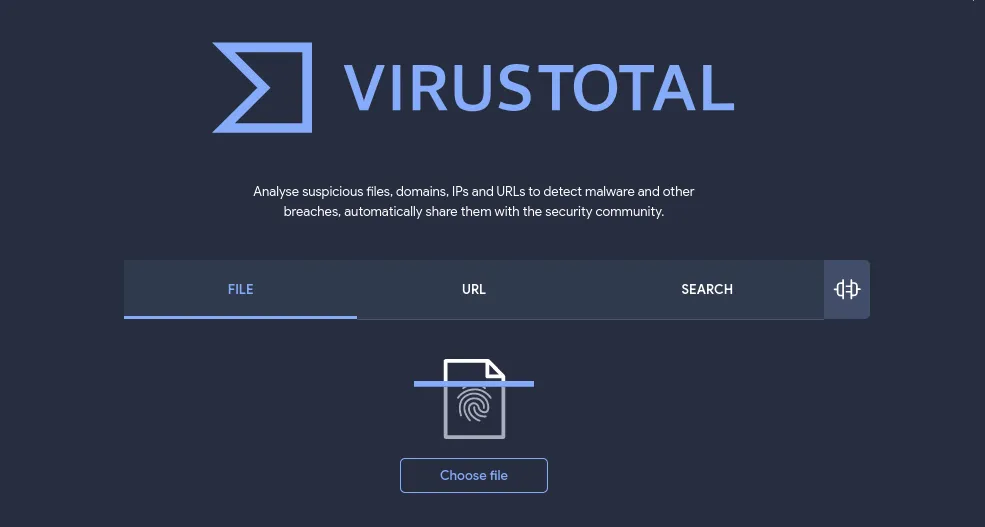 VIRUSTOTAL
Analyse suspicious files, domains, IPs and URLs to detect malware and other
breaches, automatically share them with the security community.
FILE
URL
SEARCH
Choose file